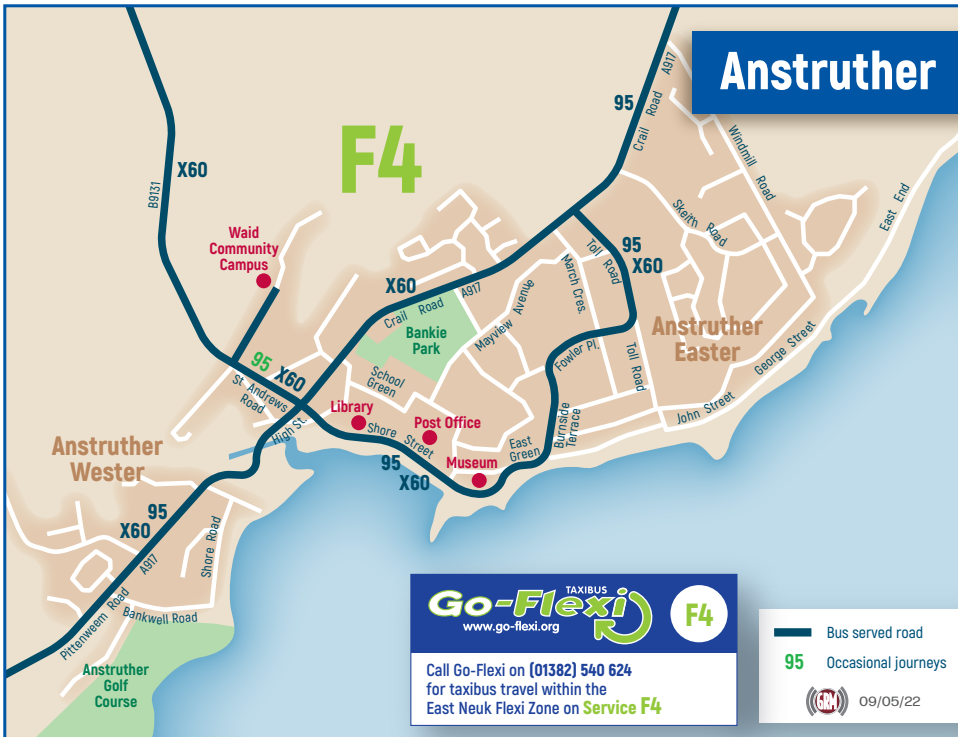 Anstruther
F4
95
Crail Road
A917
Windmill Road
East End
B9131
X60
Waid
Community
Campus
Skeith Road
95
X60
Toll Road
March Cres.
X60
Crail Road
A917
Mayview Avenue
Bankie
Park
Anstruther
Easter
George Street
Fowler Pl.
Toll Road
95 X60
St Andrews
Road
School
Green
High St.
Library
Shore Street
Post Office
John Street
East
Green
Burnside
Terrace
Museum
Anstruther
Wester
95
X60
95
X60
A917
Shore Road
Pittenweem Road
Bankwell Road
Anstruther
Golf
Course
TAXIBUS
Go-Flexi
www.go-flexi.org
F4
Call Go-Flexi on (01382) 540 624
for taxibus travel within the
East Neuk Flexi Zone on Service F4
Bus served road
95 Occasional journeys
GRM 09/05/22